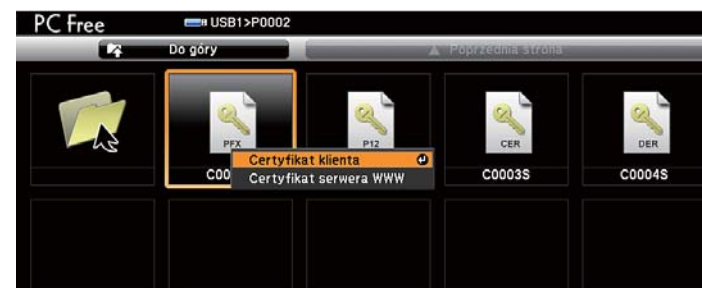 PC Free USB1>P0002
Do góry Poprzednia strona
PFX P12 CER DER
Certyfikat klienta
C00 Certyfikat serwera WWW C0003S C0004S